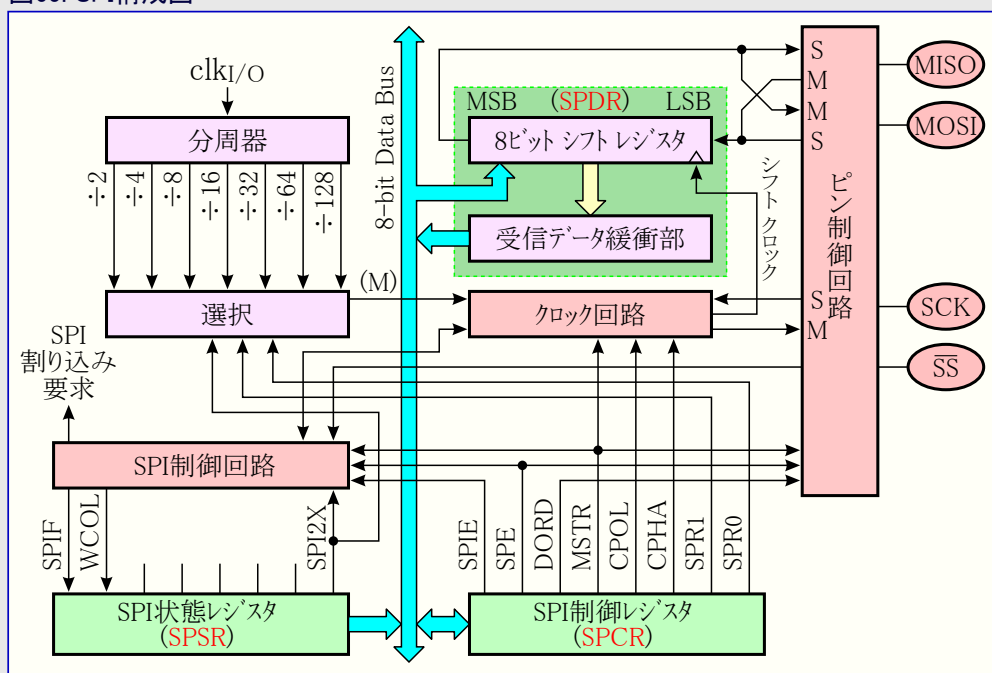 clkI/O
分周器
÷2
÷4
÷8
÷16
÷32
÷64
÷128
選択
(M)
SPI
割り込み
要求
SPI制御回路
SPIF
WCOL
SPI2X
SPI状態レジスタ
(SPSR)
8-bit Data Bus
MSB (SPDR) LSB
8ビット シフト レジスタ
受信データ緩衝部
シフト クロック
クロック回路
SPIE
SPE
DORD
MSTR
CPOL
CPHA
SPR1
SPR0
SPI制御レジスタ
(SPCR)
S
M
M
S
S
M
ピン制御回路
MISO
MOSI
SCK
SS